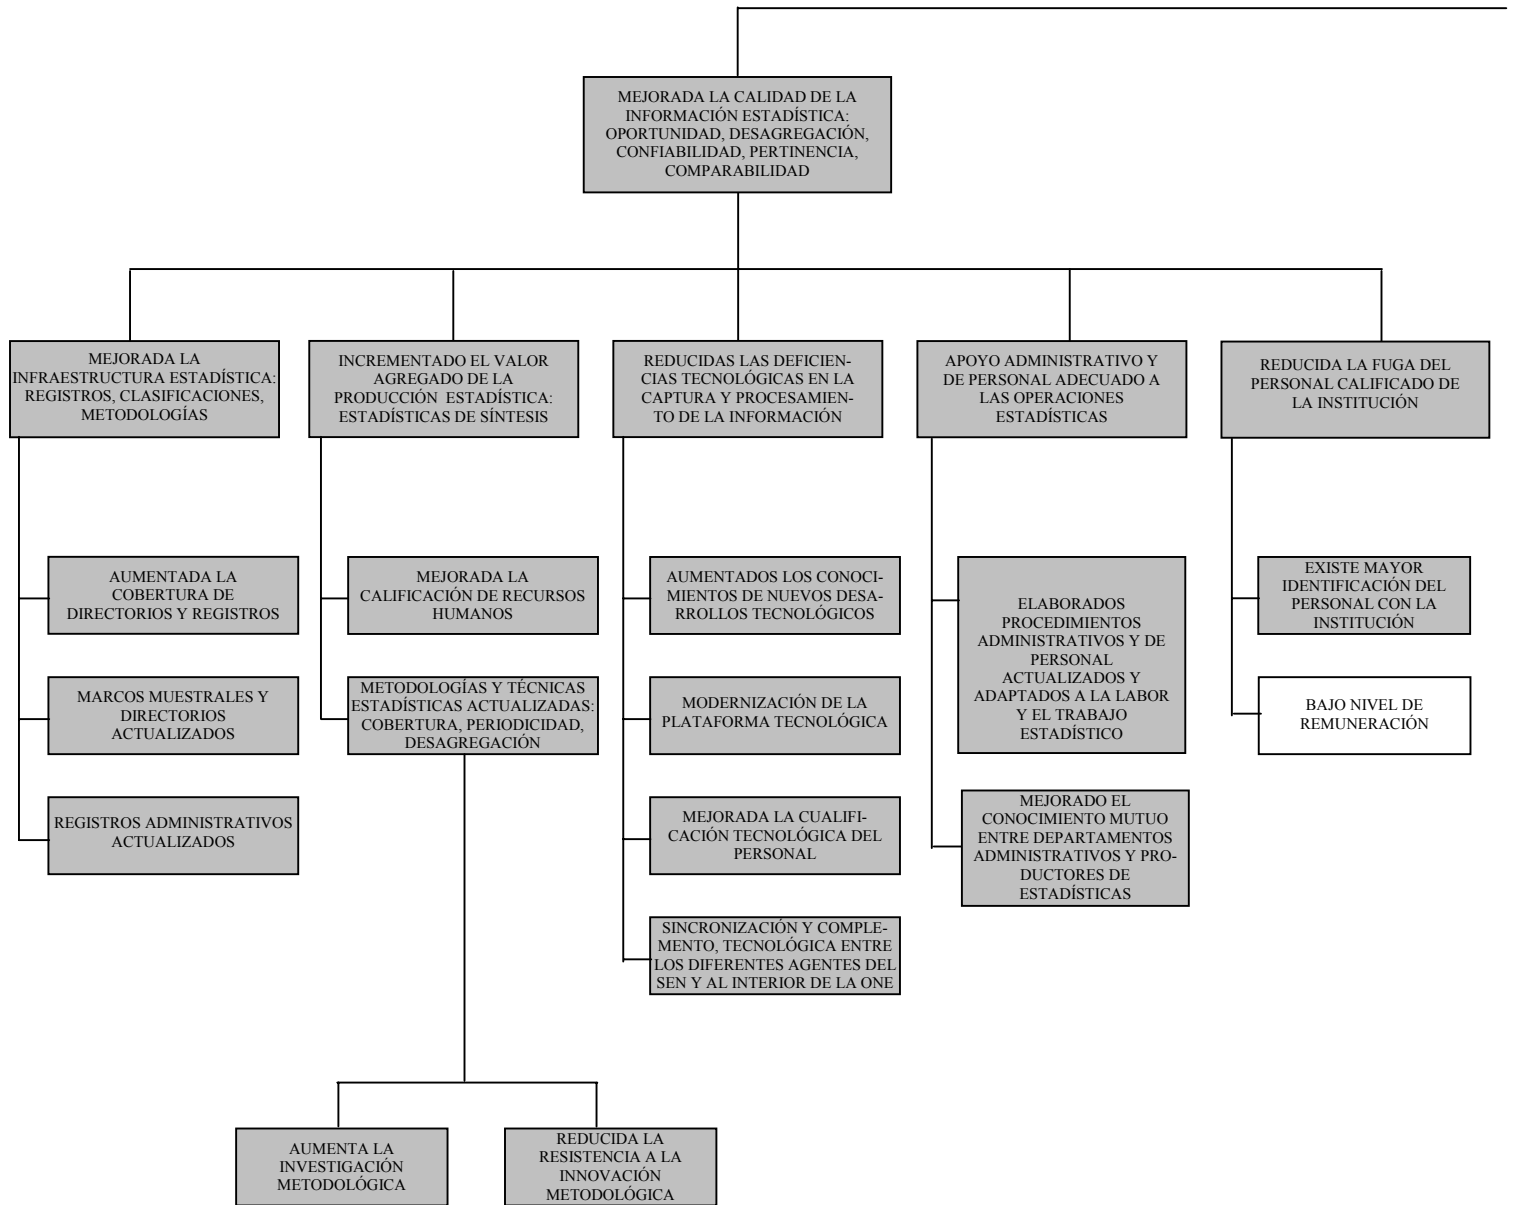 MEJORADA LA CALIDAD DE LA
INFORMACIÓN ESTADÍSTICA:
OPORTUNIDAD, DESAGREGACIÓN,
CONFIABILIDAD, PERTINENCIA,
COMPARABILIDAD
MEJORADA LA
INFRAESTRUCTURA ESTADÍSTICA:
REGISTROS, CLASIFICACIONES,
METODOLOGÍAS
INCREMENTADO EL VALOR
AGREGADO DE LA
PRODUCCIÓN ESTADÍSTICA:
ESTADÍSTICAS DE SÍNTESIS
REDUCIDAS LAS DEFICIEN-
CIAS TECNOLÓGICAS EN LA
CAPTURA Y PROCESAMIEN-
TO DE LA INFORMACIÓN
APOYO ADMINISTRATIVO Y
DE PERSONAL ADECUADO A
LAS OPERACIONES
ESTADÍSTICAS
REDUCIDA LA FUGA DEL
PERSONAL CALIFICADO DE
LA INSTITUCIÓN
AUMENTADA LA
COBERTURA DE
DIRECTORIOS Y REGISTROS
MARCOS MUESTRALES Y
DIRECTORIOS
ACTUALIZADOS
REGISTROS ADMINISTRATIVOS
ACTUALIZADOS
MEJORADA LA
CALIFICACIÓN DE RECURSOS
HUMANOS
METODOLOGÍAS Y TÉCNICAS
ESTADÍSTICAS ACTUALIZADAS:
COBERTURA, PERIODICIDAD,
DESAGREGACIÓN
AUMENTADOS LOS CONOCI-
MIENTOS DE NUEVOS DESA-
RROLLOS TECNOLÓGICOS
MODERNIZACIÓN DE LA
PLATAFORMA TECNOLÓGICA
MEJORADA LA CUALIFI-
CACIÓN TECNOLÓGICA DEL
PERSONAL
SINCRONIZACIÓN Y COMPLE-
MENTO, TECNOLÓGICA ENTRE
LOS DIFERENTES AGENTES DEL
SEN Y AL INTERIOR DE LA ONE
ELABORADOS
PROCEDIMIENTOS
ADMINISTRATIVOS Y DE
PERSONAL
ACTUALIZADOS Y
ADAPTADOS A LA LABOR
Y EL TRABAJO
ESTADÍSTICO
MEJORADO EL
CONOCIMIENTO MUTUO
ENTRE DEPARTAMENTOS
ADMINISTRATIVOS Y PRO-
DUCTORES DE
ESTADÍSTICAS
EXISTE MAYOR
IDENTIFICACIÓN DEL
PERSONAL CON LA
INSTITUCIÓN
BAJO NIVEL DE
REMUNERACIÓN
AUMENTA LA
INVESTIGACIÓN
METODOLÓGICA
REDUCIDA LA
RESISTENCIA A LA
INNOVACIÓN
METODOLÓGICA